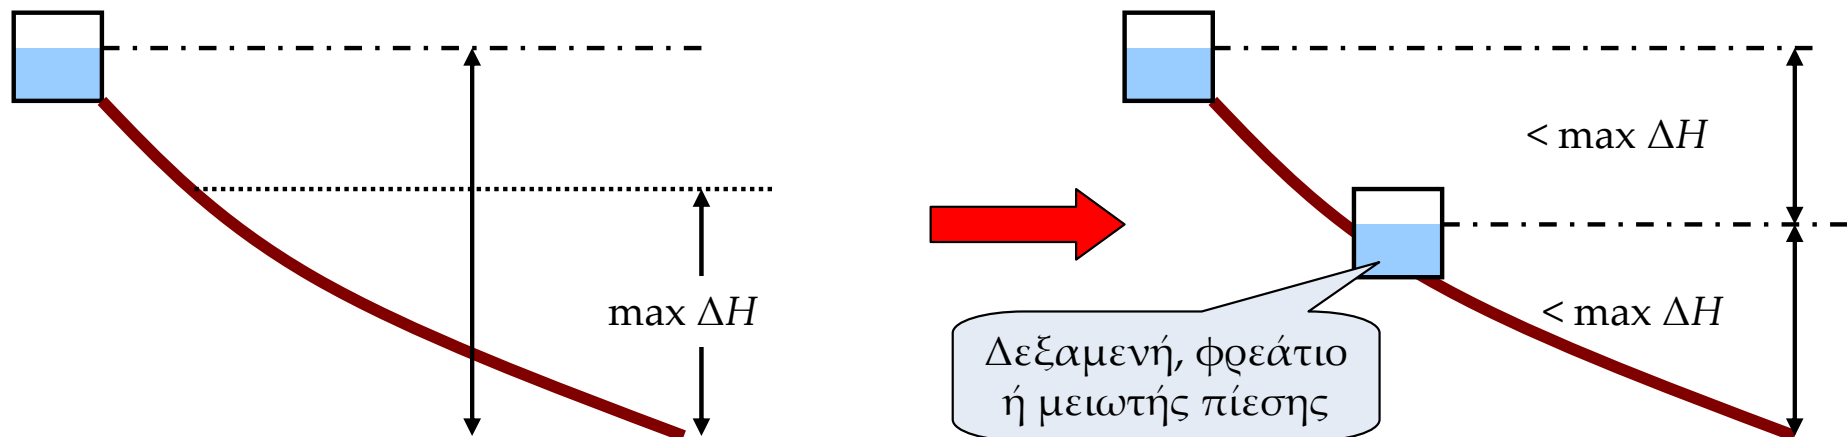 max ΔH
< max ΔH
< max ΔH
Δεξαμενή, φρεάτιο
ή μειωτής πίεσης